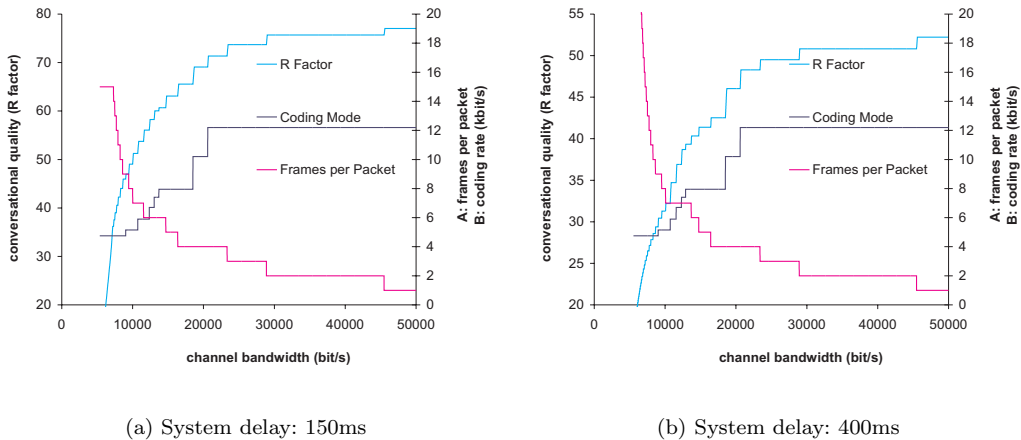 80
70
60
50
40
30
20
conversational quality (R factor)
20
18
16
14
12
10
8
6
4
2
0
A: frames per packet
B: coding rate (kbit/s)
R Factor
Coding Mode
Frames per Packet
0 10000 20000 30000 40000 50000
channel bandwidth (bit/s)
(a) System delay: 150ms
55
50
45
40
35
30
25
20
conversational quality (R factor)
20
18
16
14
12
10
8
6
4
2
0
A: frames per packet
B: coding rate (kbit/s)
R Factor
Coding Mode
Frames per Packet
0 10000 20000 30000 40000 50000
channel bandwidth (bit/s)
(b) System delay: 400ms